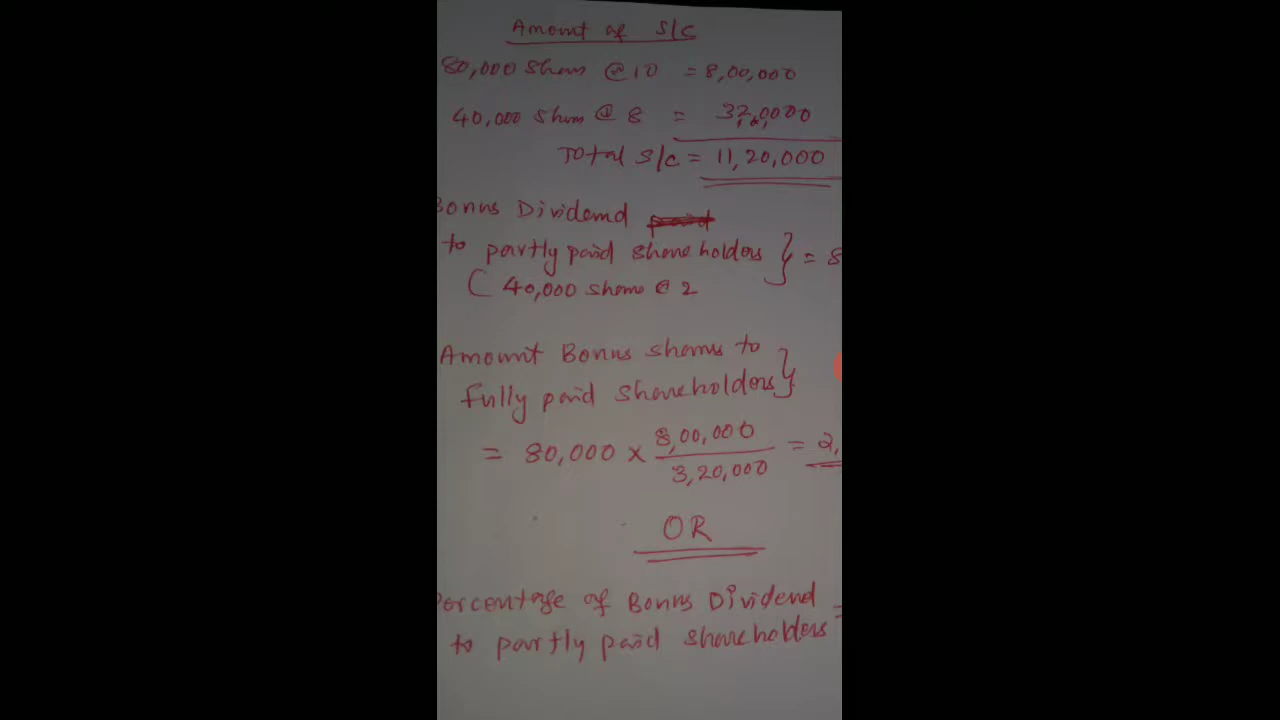 Amount of S/C
80,000 Shares @ 10 = 8,00,000
40,000 Shares @ 8 = 3,20,000
Total S/C = 11,20,000
Bonus Dividend
to partly paid shareholders } = 8
( 40,000 shares @ 2
Amount Bonus shares to
fully paid shareholders }
= 80,000 × 8,00,000 / 3,20,000 = 2,
OR
Percentage of Bonus Dividend
to partly paid shareholders =